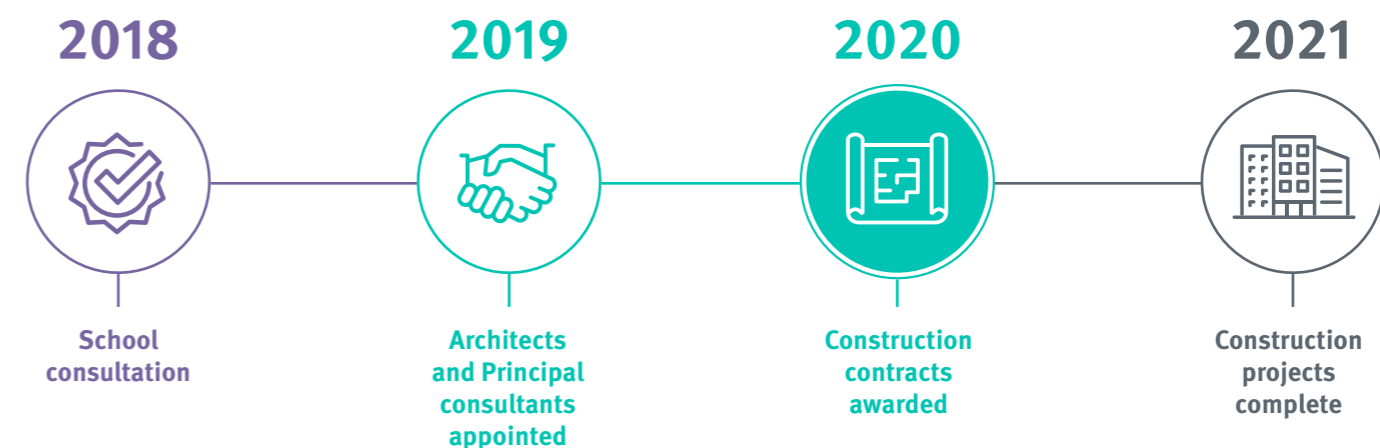 2018
2019
2020
2021
School
consultation
Architects
and Principal
consultants
appointed
Construction
contracts
awarded
Construction
projects
complete